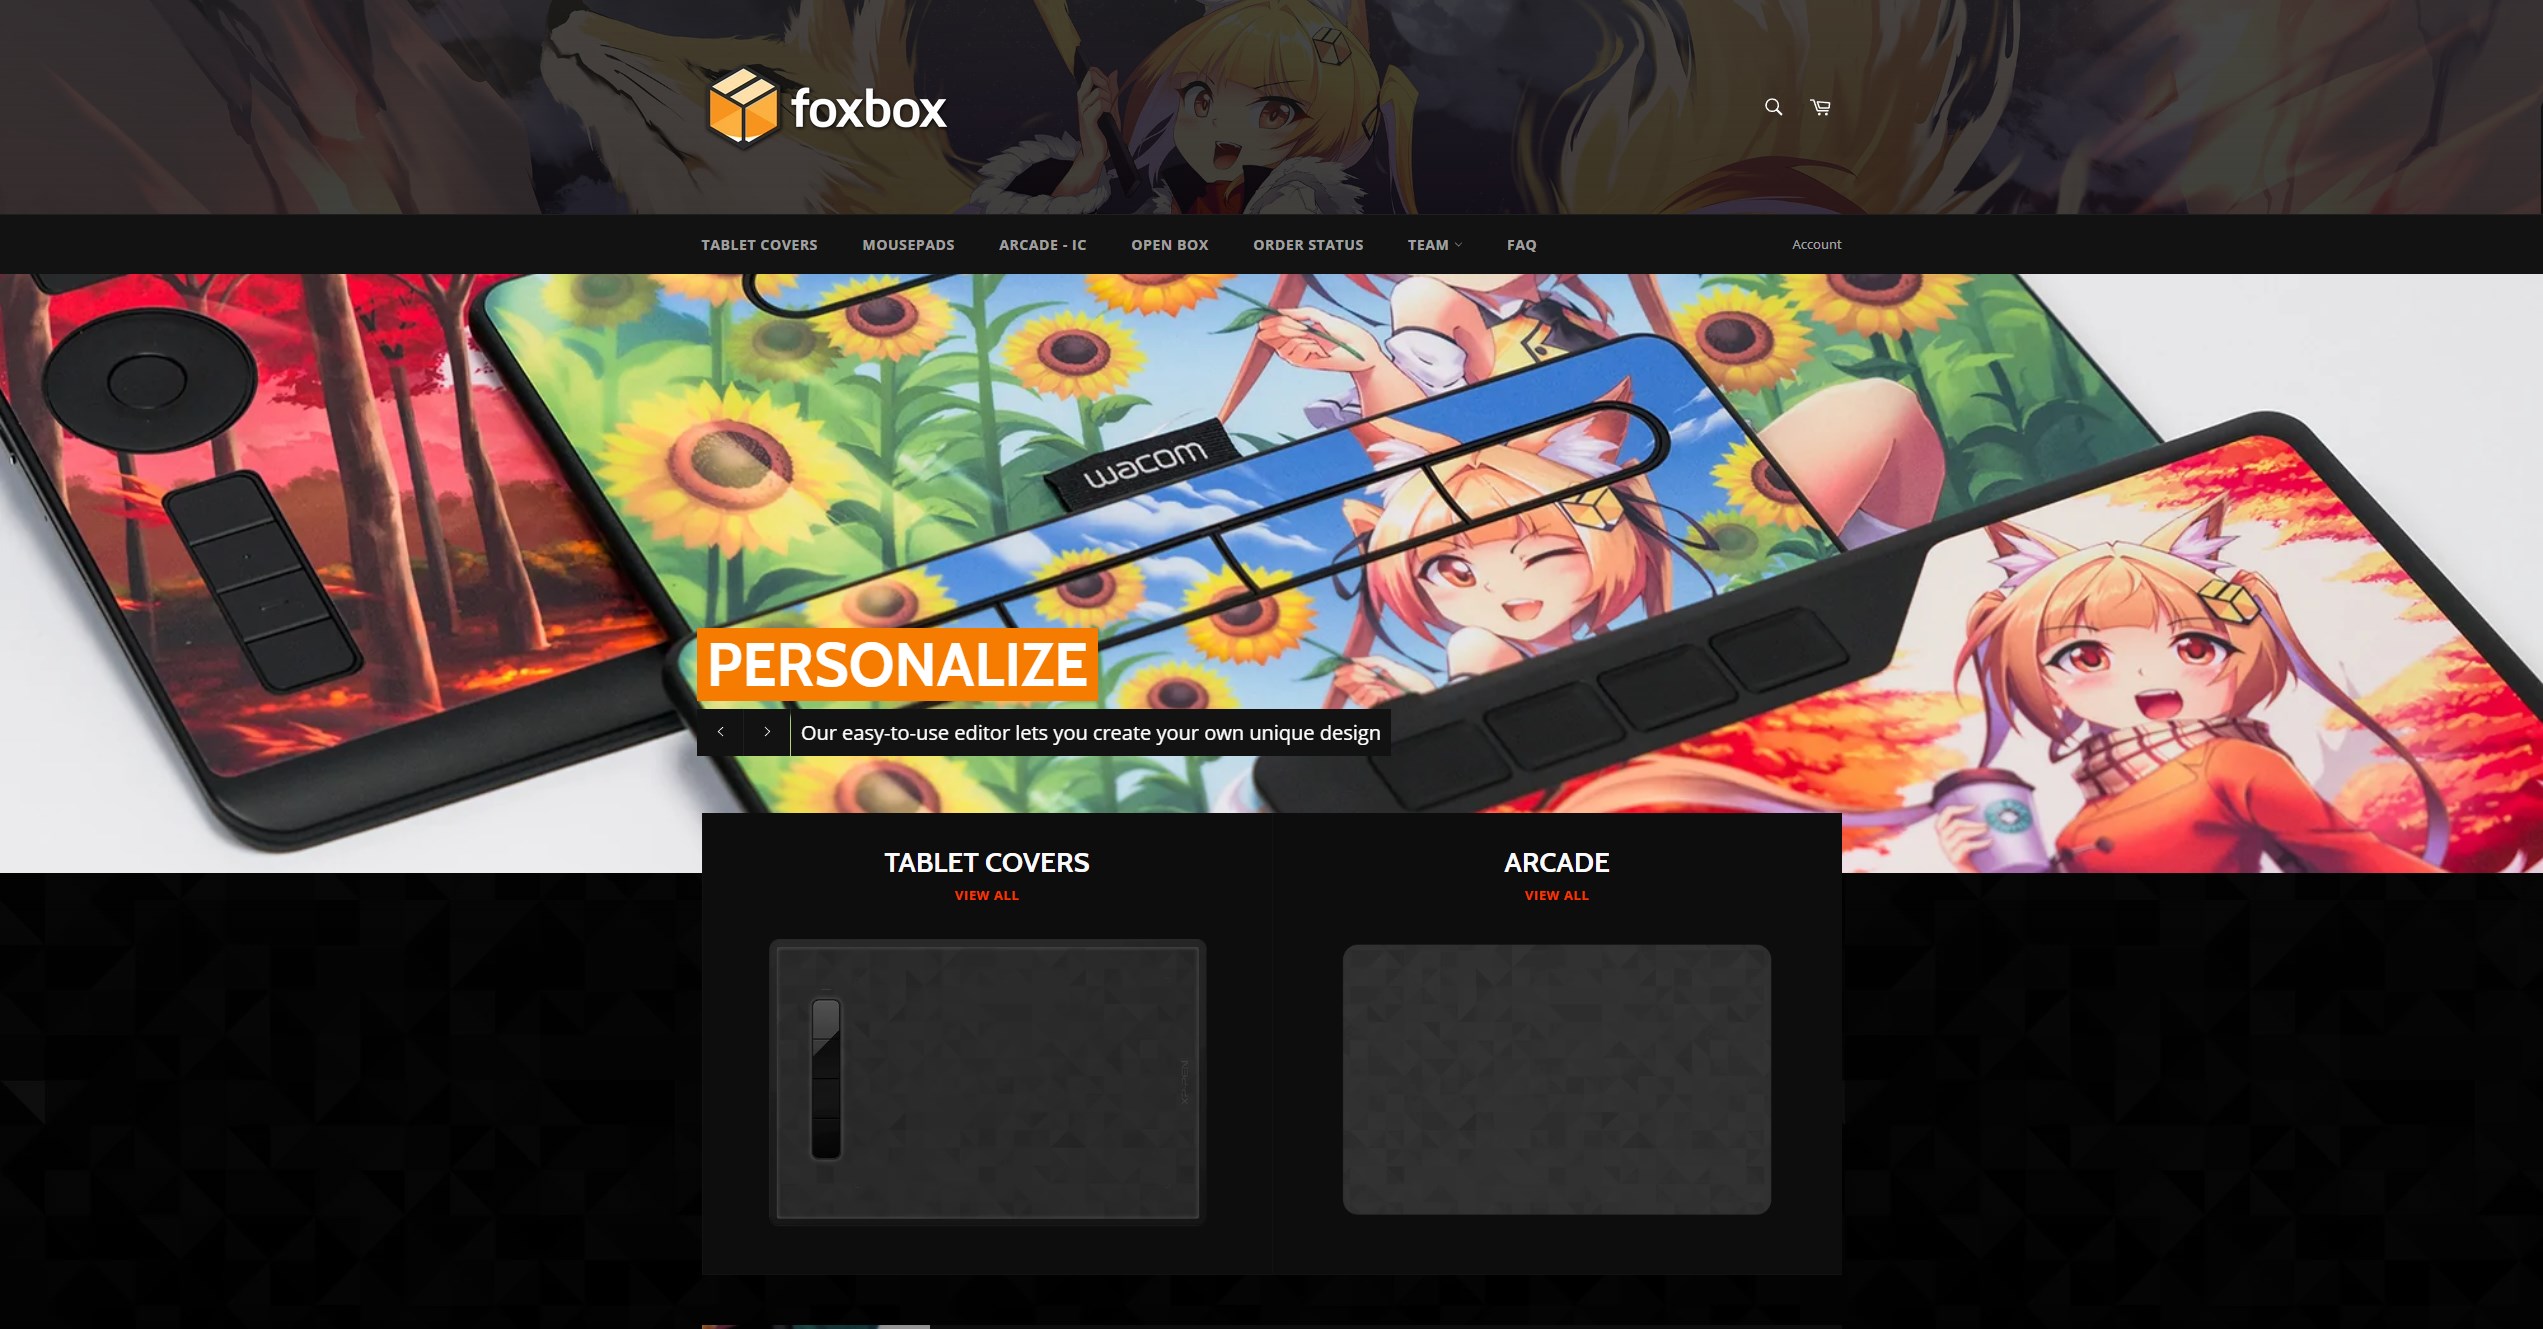 foxbox
TABLET COVERS MOUSEPADS ARCADE - IC OPEN BOX ORDER STATUS TEAM FAQ Account
wacom
PERSONALIZE
Our easy-to-use editor lets you create your own unique design
TABLET COVERS
VIEW ALL
ARCADE
VIEW ALL